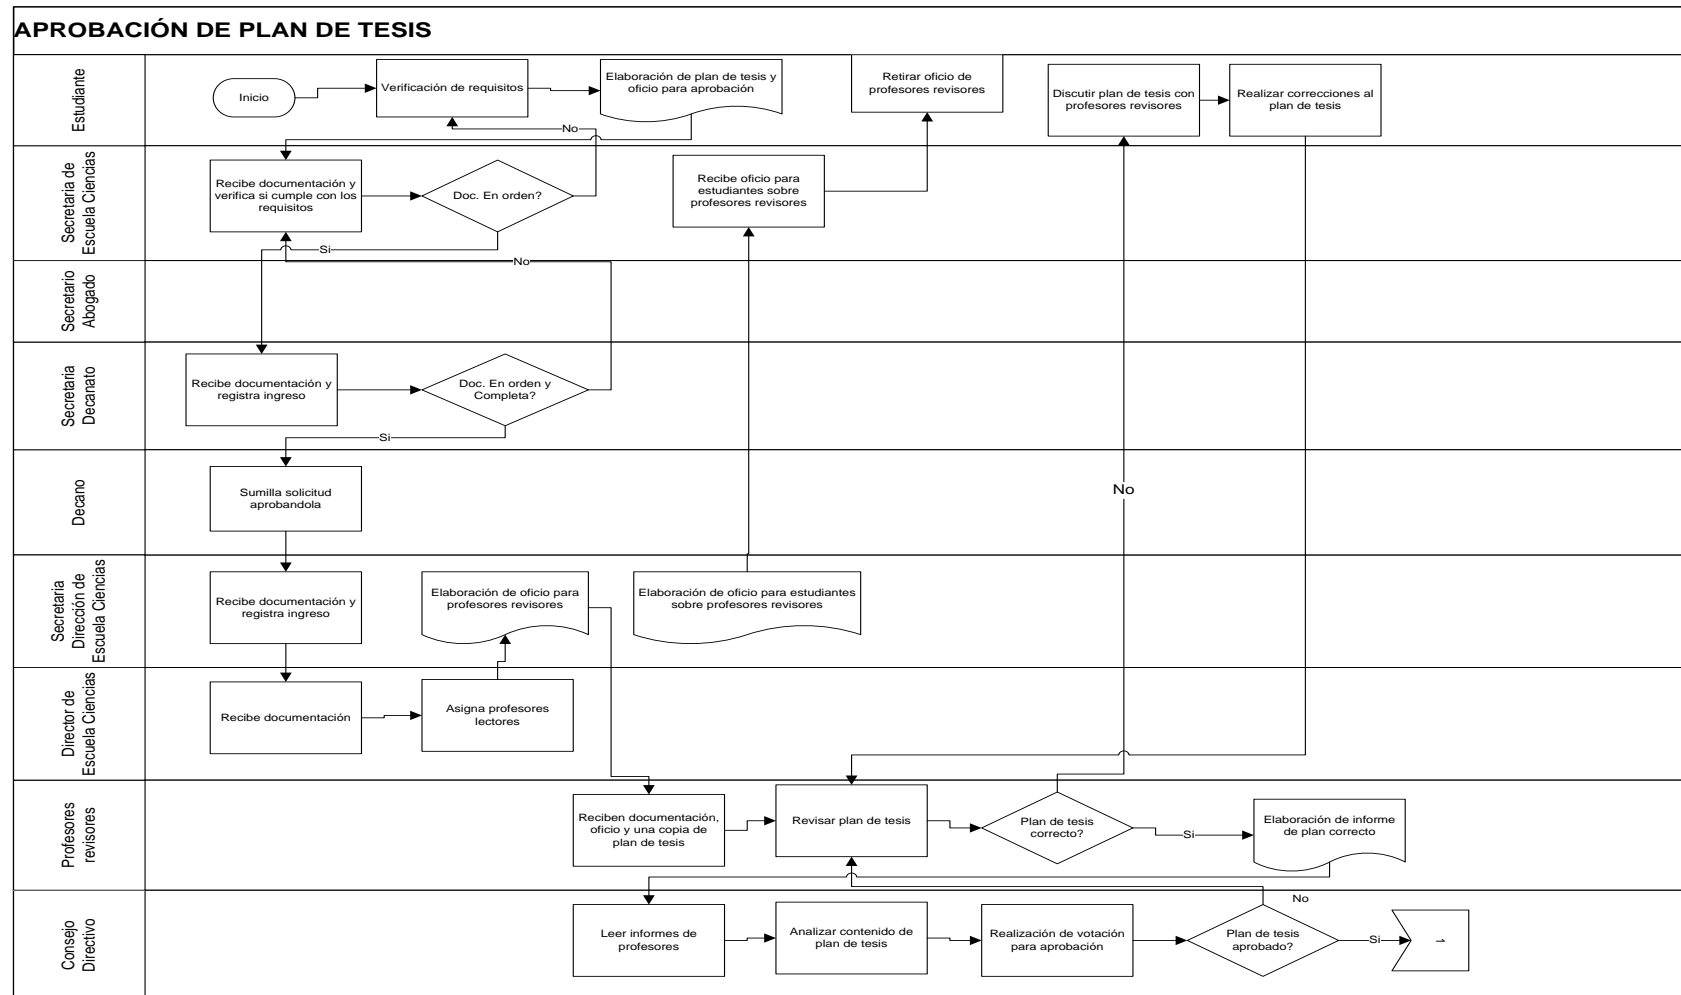 APROBACIÓN DE PLAN DE TESIS
Estudiante
Inicio
Verificación de requisitos
Elaboración de plan de tesis y
oficio para aprobación
Retirar oficio de
profesores revisores
Discutir plan de tesis con
profesores revisores
Realizar correcciones al
plan de tesis
No
Secretaria de
Escuela Ciencias
Recibe documentación y
verifica si cumple con los
requisitos
Doc. En orden?
Recibe oficio para
estudiantes sobre
profesores revisores
Si
No
Secretario
Abogado
Secretaria
Decanato
Recibe documentación y
registra ingreso
Doc. En orden y
Completa?
Si
Decano
Sumilla solicitud
aprobandola
No
Secretaria
Dirección de
Escuela Ciencias
Recibe documentación y
registra ingreso
Elaboración de oficio para
profesores revisores
Elaboración de oficio para estudiantes
sobre profesores revisores
Director de
Escuela Ciencias
Recibe documentación
Asigna profesores
lectores
Profesores
revisores
Reciben documentación,
oficio y una copia de
plan de tesis
Revisar plan de tesis
Plan de tesis
correcto?
Si
Elaboración de informe
de plan correcto
Consejo
Directivo
Leer informes de
profesores
Analizar contenido de
plan de tesis
Realización de votación
para aprobación
Plan de tesis
aprobado?
No
Si
1